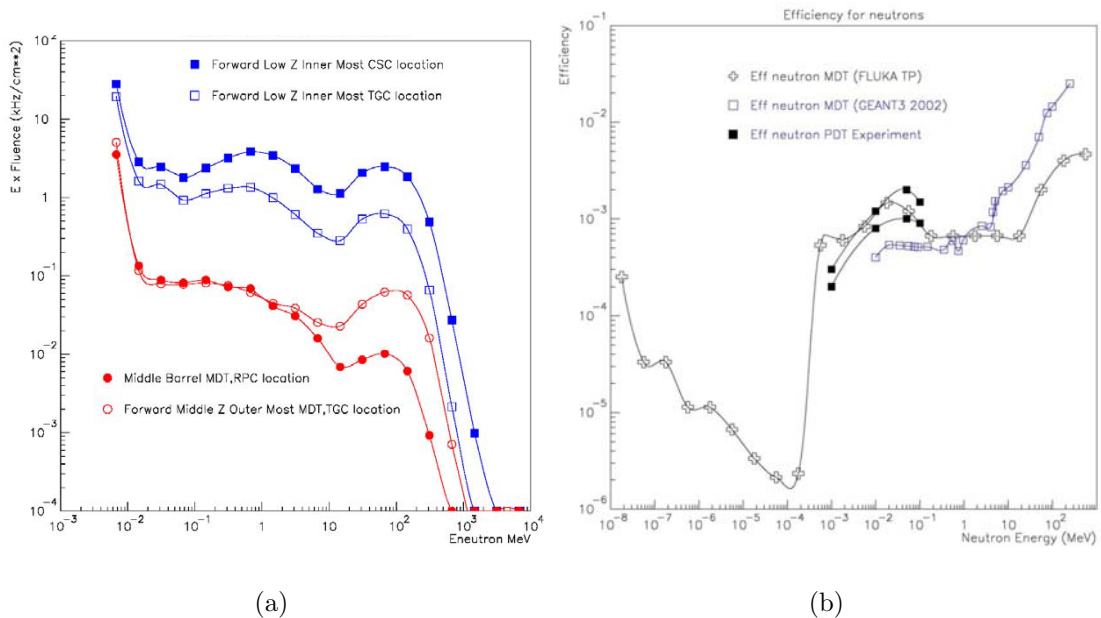 Forward Low Z Inner Most CSC location
Forward Low Z Inner Most TGC location
Middle Barrel MDT,RPC location
Forward Middle Z Outer Most MDT,TGC location
E x Fluence (kHz/cm**2)
10^2
10
1
10^-1
10^-2
10^-3
10^-4
10^-3
10^-2
10^-1
1
10
10^2
10^3
10^4
Eneutron MeV
(a)
Efficiency for neutrons
Efficiency
Eff neutron MDT (FLUKA TP)
Eff neutron MDT (GEANT3 2002)
Eff neutron PDT Experiment
10^-1
10^-2
10^-3
10^-4
10^-5
10^-6
10^-8
10^-7
10^-6
10^-5
10^-4
10^-3
10^-2
10^-1
1
10
10^2
Neutron Energy (MeV)
(b)